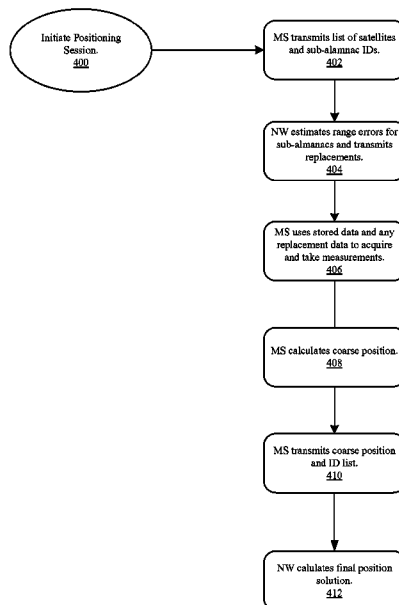 Initiate Positioning
Session.
400
MS transmits list of satellites
and sub-alamnac IDs.
402
NW estimates range errors for
sub-almanacs and transmits
replacements.
404
MS uses stored data and any
replacement data to acquire
and take measurements.
406
MS calculates coarse position.
408
MS transmits coarse position
and ID list.
410
NW calulates final position
solution.
412